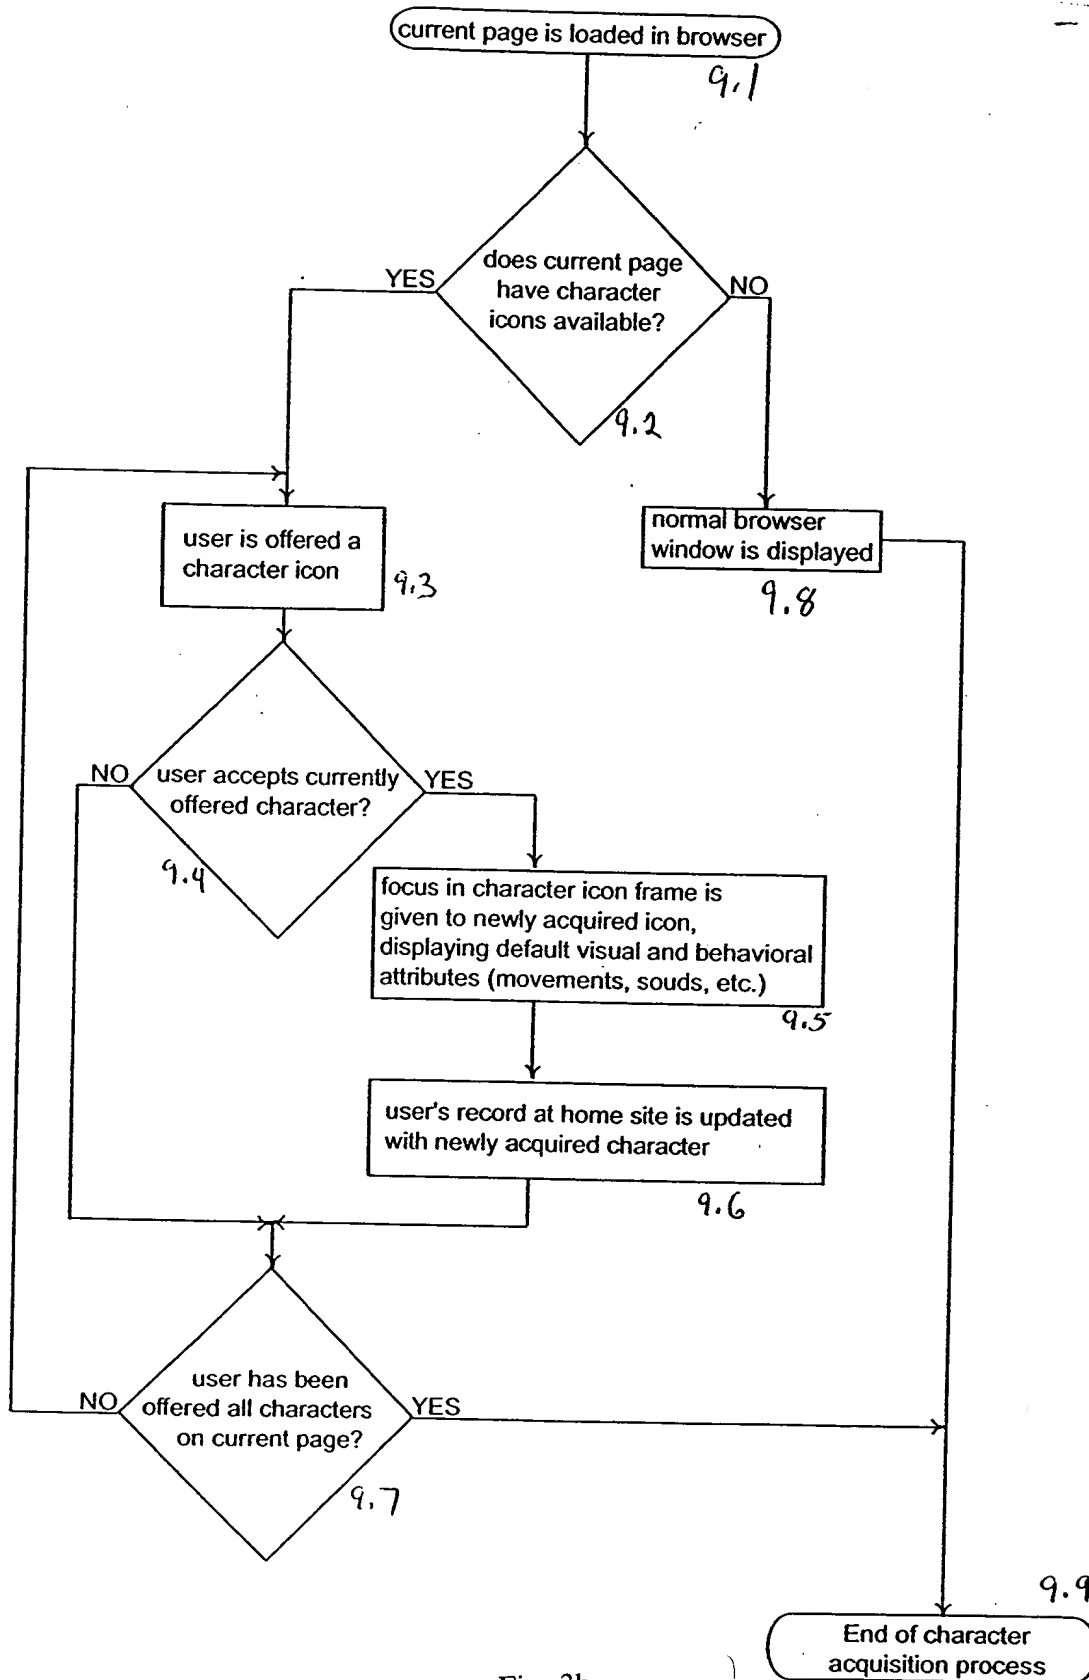 current page is loaded in browser
9.1
does current page
have character
icons available?
YES
NO
9.2
user is offered a
character icon
9.3
normal browser
window is displayed
9.8
user accepts currently
offered character?
NO
YES
9.4
focus in character icon frame is
given to newly acquired icon,
displaying default visual and behavioral
attributes (movements, souds, etc.)
9.5
user's record at home site is updated
with newly acquired character
9.6
user has been
offered all characters
on current page?
NO
YES
9.7
9.9
End of character
acquisition process